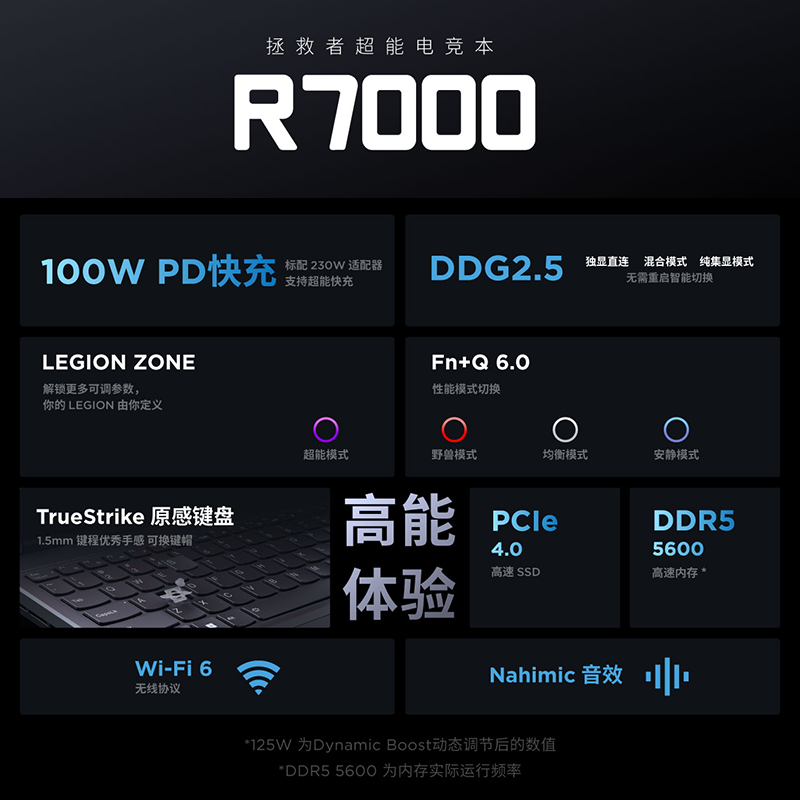 拯救者超能电竞本
R7000
100W PD快充
标配 230W 适配器
支持超能快充
DDG2.5
独显直连 混合模式 纯集显模式
无需重启智能切换
LEGION ZONE
解锁更多可调参数，
你的 LEGION 由你定义
超能模式
Fn+Q 6.0
性能模式切换
野兽模式 均衡模式 安静模式
TrueStrike 原感键盘
1.5mm 键程优秀手感 可换键帽
高能
体验
PCIe
4.0
高速 SSD
DDR5
5600
高速内存 *
Wi-Fi 6
无线协议
Nahimic 音效
*125W 为Dynamic Boost动态调节后的数值
*DDR5 5600 为内存实际运行频率